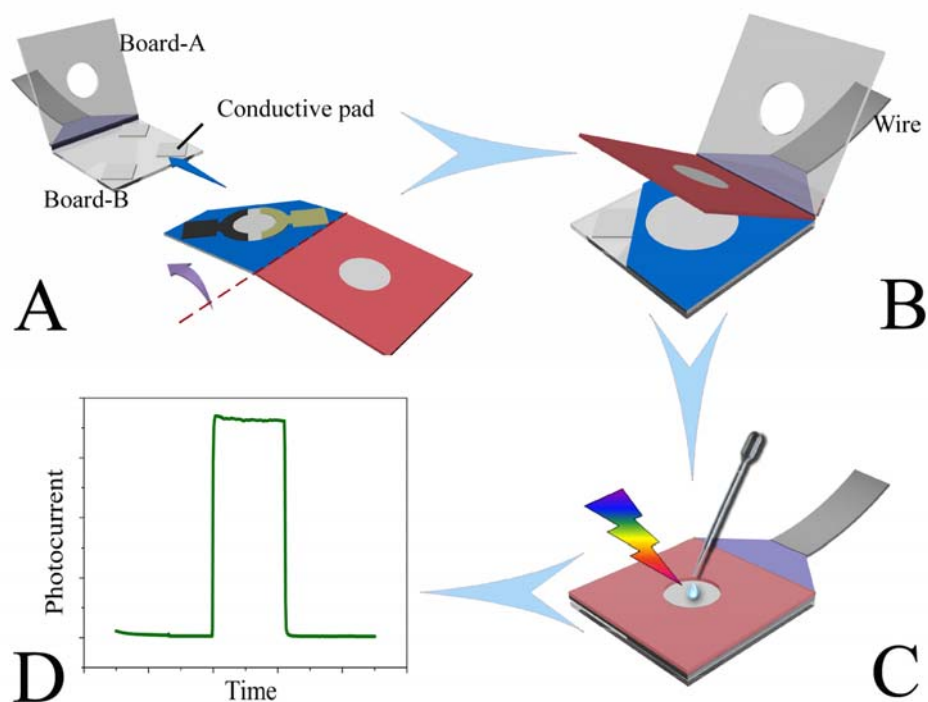 Board-A
Conductive pad
Board-B
A
Wire
B
Photocurrent
Time
D
C